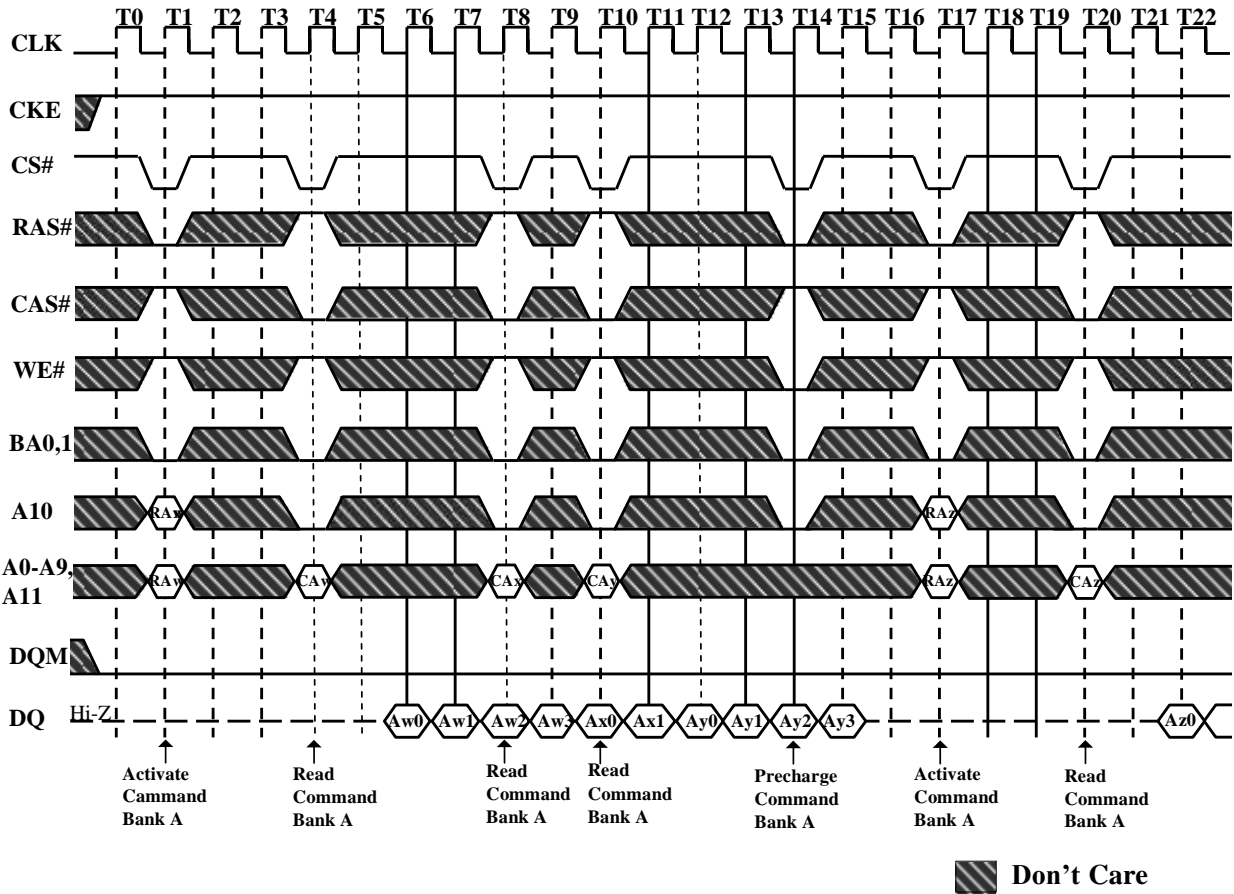 T0 T1 T2 T3 T4 T5 T6 T7 T8 T9 T10 T11 T12 T13 T14 T15 T16 T17 T18 T19 T20 T21 T22
CLK
CKE
CS#
RAS#
CAS#
WE#
BA0,1
A10 RAx RAz
A0-A9,
A11
RAw CAw CAx CAy RAz CAz
DQM
DQ Hi-Z Aw0 Aw1 Aw2 Aw3 Ax0 Ax1 Ay0 Ay1 Ay2 Ay3 Az0
Activate
Cammand
Bank A
Read
Command
Bank A
Read
Command
Bank A
Read
Command
Bank A
Precharge
Command
Bank A
Activate
Command
Bank A
Read
Command
Bank A
Don't Care